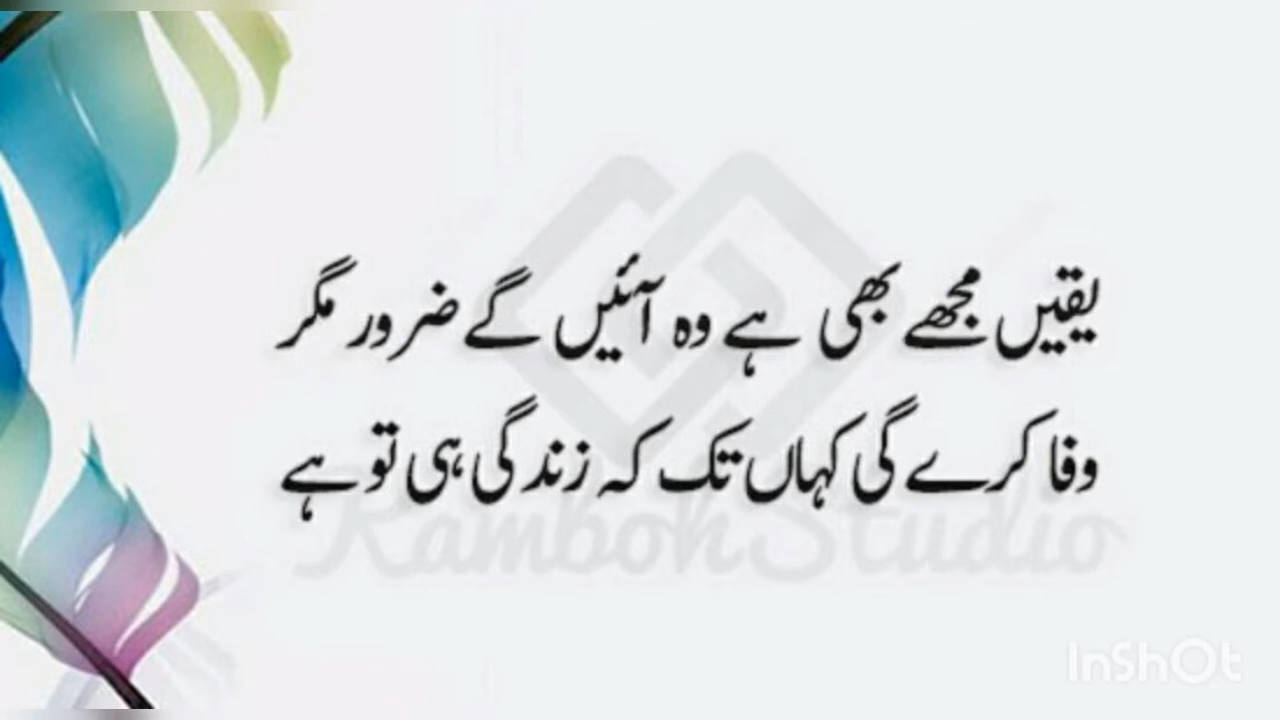 یقیں مجھے بھی ہے وہ آئیں گے ضرور مگر
وفا کرے گی کہاں تک کہ زندگی ہی تو ہے
Kamboh Studio
InShOt